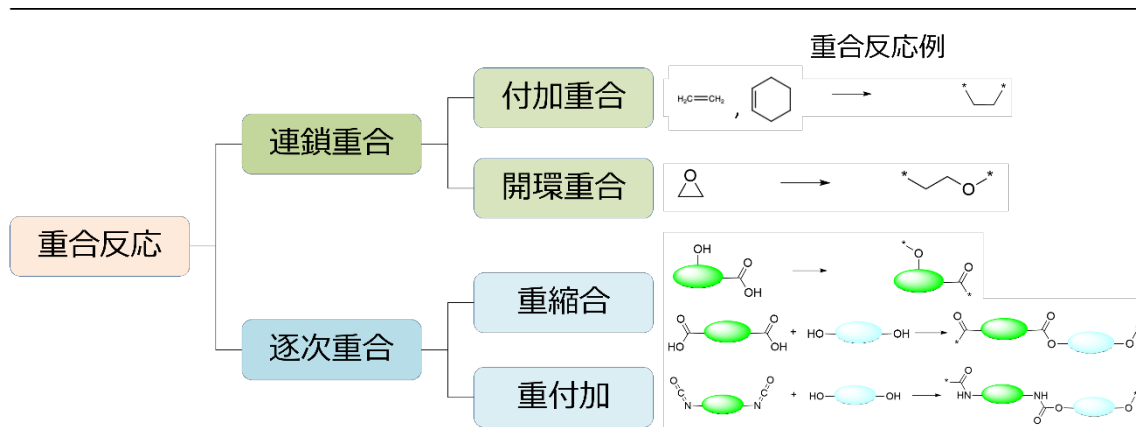 重合反応例
付加重合
H₂C=CH₂ ,
* *
連鎖重合
開環重合
O
* O *
重合反応
OH O OH
* O O *
重縮合
逐次重合
O HO O OH + HO OH
O * O O O *
重付加
O=C=N N=C=O + HO OH
* O HN NH O O O *